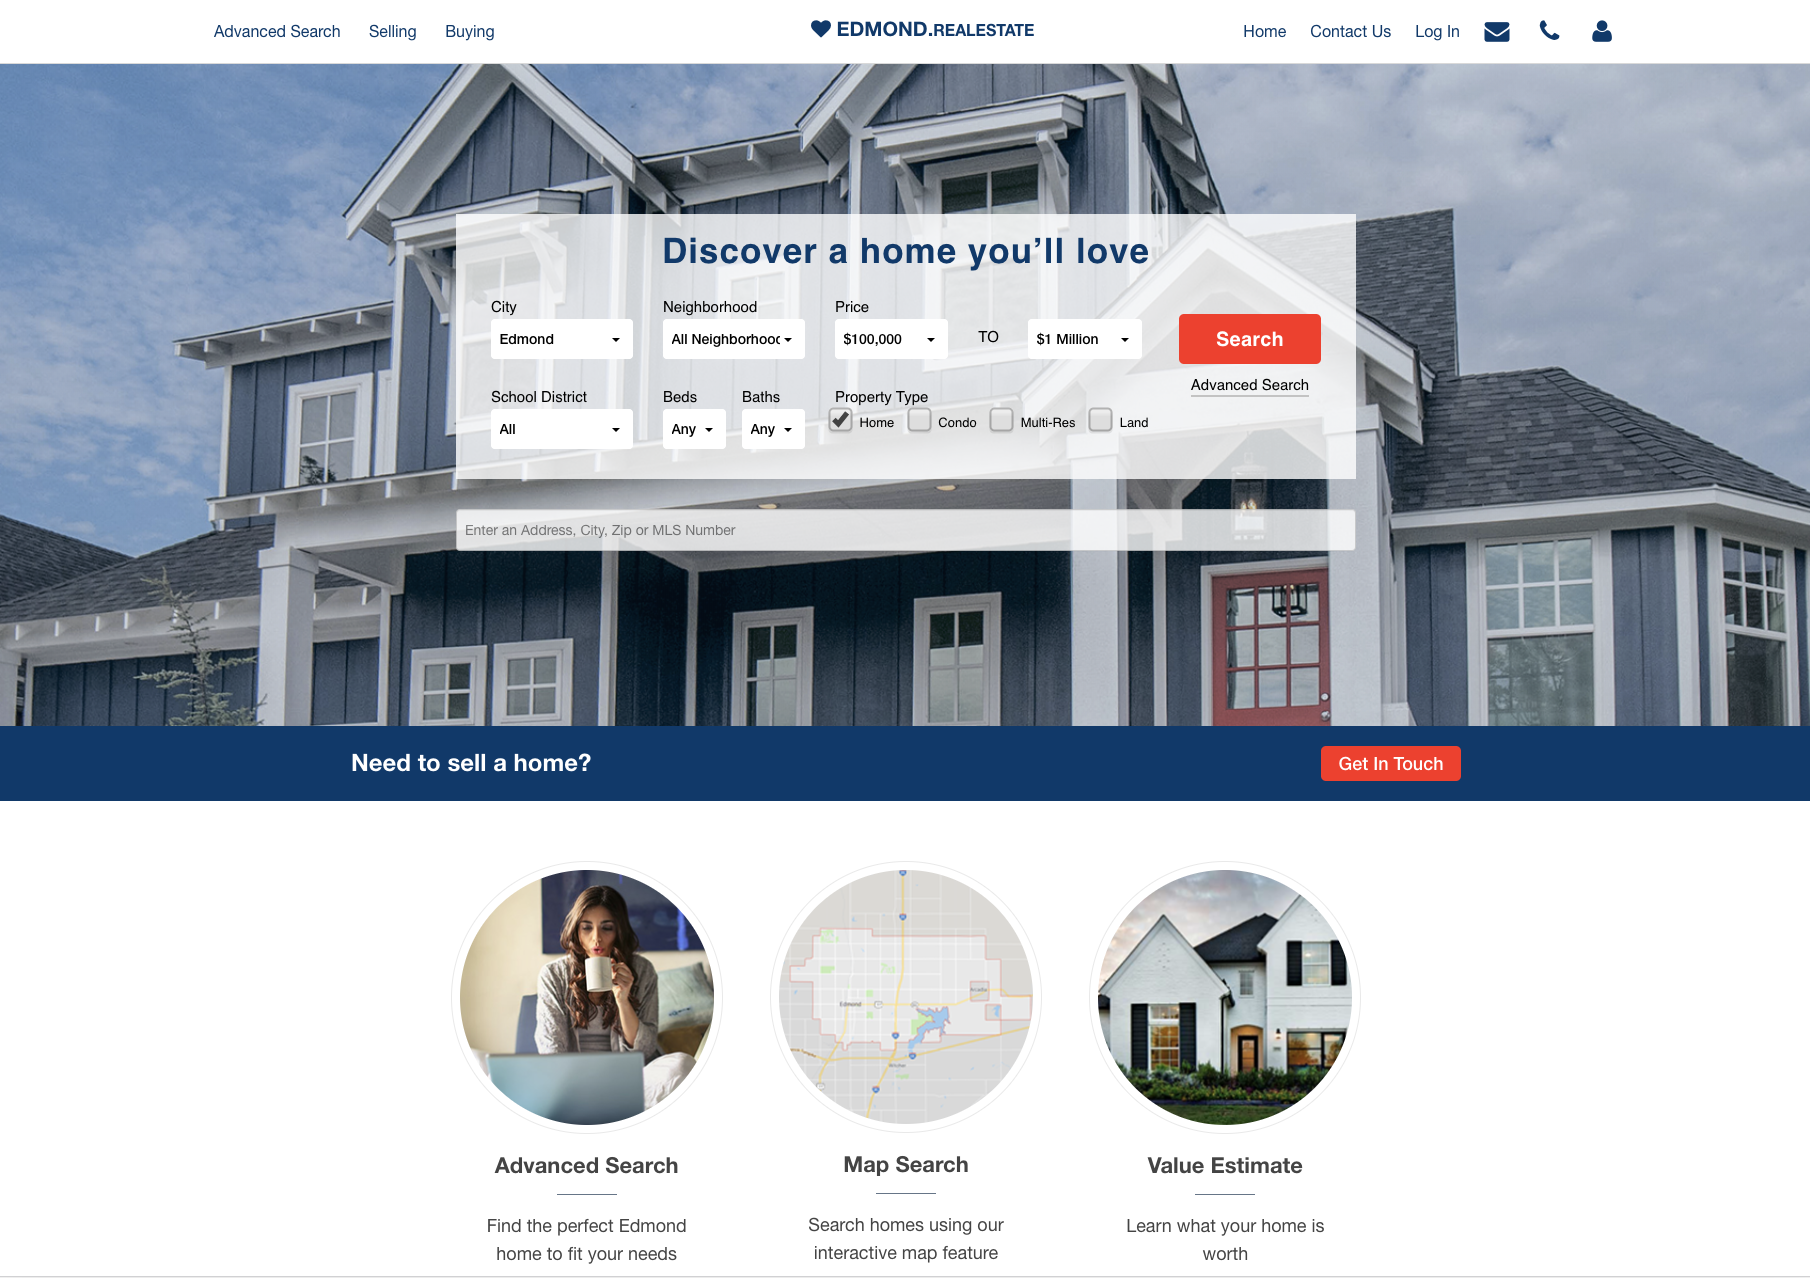 Advanced Search
Selling
Buying
EDMOND.REALESTATE
Home
Contact Us
Log In
Discover a home you'll love
City
Neighborhood
Price
Edmond
All Neighborhooc
$100,000
TO
$1 Million
Search
Advanced Search
School District
Beds
Baths
Property Type
All
Any
Any
Home
Condo
Multi-Res
Land
Enter an Address, City, Zip or MLS Number
Need to sell a home?
Get In Touch
Edmond
Arcadia
Advanced Search
Find the perfect Edmond
home to fit your needs
Map Search
Search homes using our
interactive map feature
Value Estimate
Learn what your home is
worth